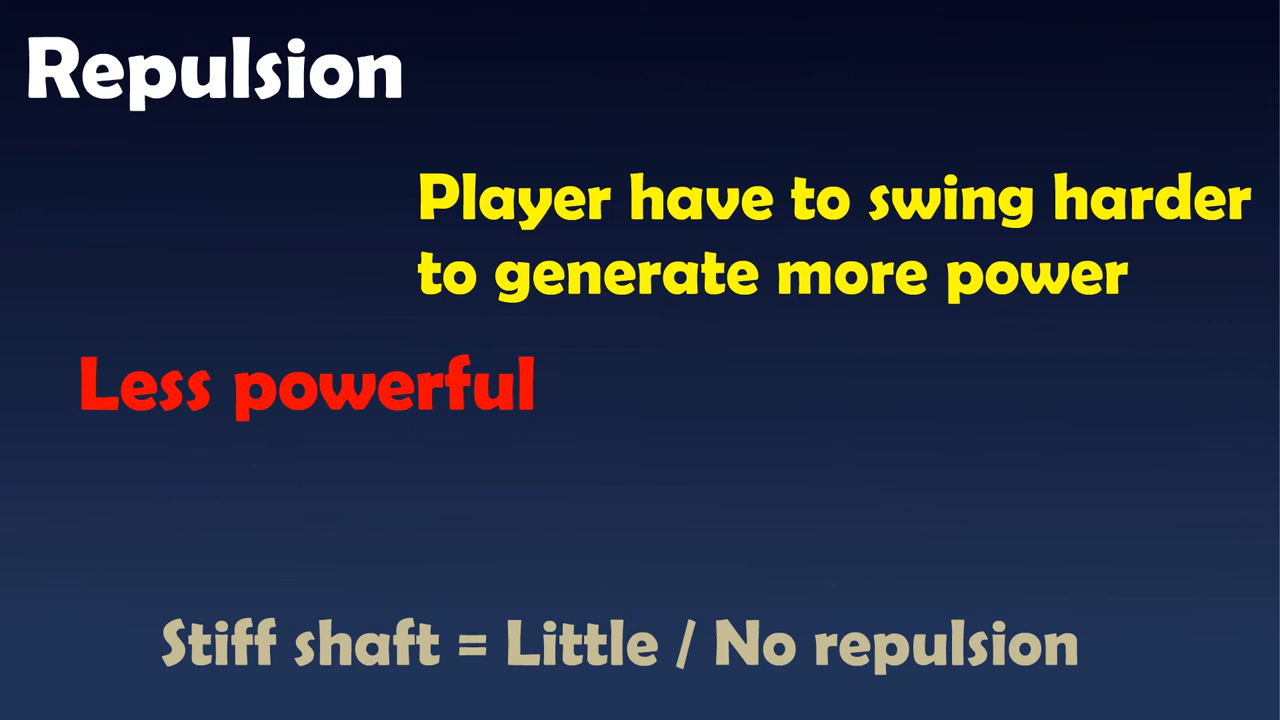 Repulsion
Player have to swing harder
to generate more power
Less powerful
Stiff shaft = Little / No repulsion